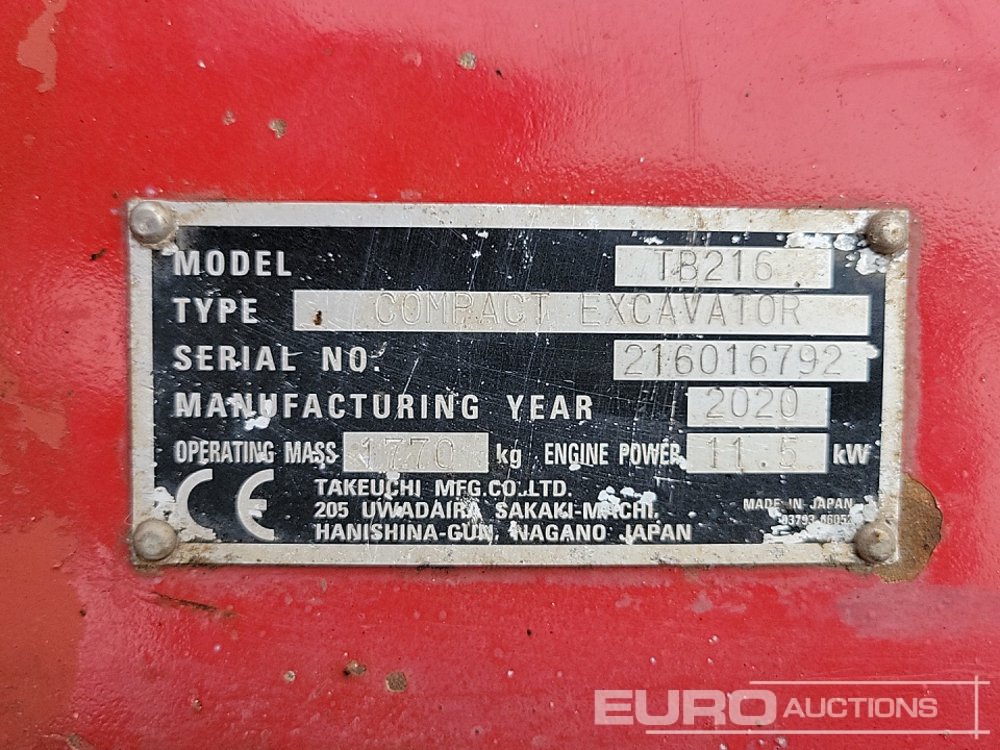 MODEL TB216
TYPE COMPACT EXCAVATOR
SERIAL NO. 216016792
MANUFACTURING YEAR 2020
OPERATING MASS 1770 kg ENGINE POWER 11.5 kW
CE
TAKEUCHI MFG.CO.,LTD.
205 UWADAIRA SAKAKI-MACHI.
HANISHINA-GUN, NAGANO JAPAN
MADE IN JAPAN
EURO AUCTIONS